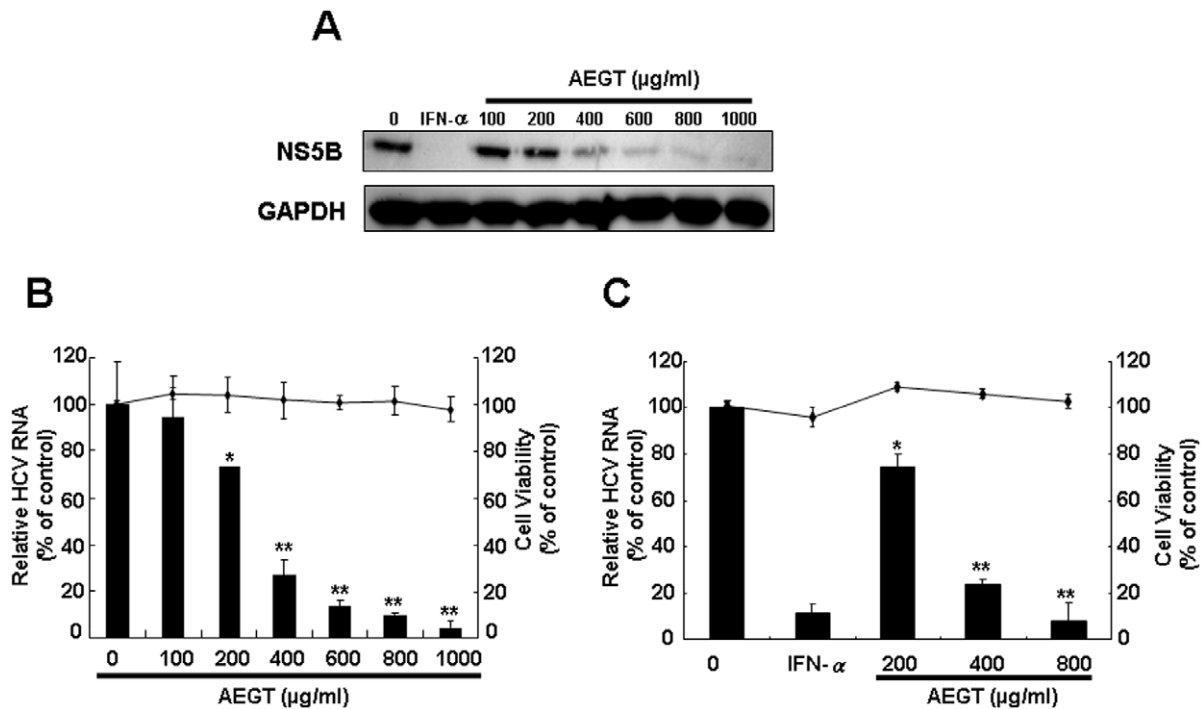 A
AEGT (µg/ml)
0 IFN-α 100 200 400 600 800 1000
NS5B
GAPDH
B
Relative HCV RNA
(% of control)
120
100
80
60
40
20
0
120
100
80
60
40
20
0
Cell Viability
(% of control)
*
**
**
**
**
0 100 200 400 600 800 1000
AEGT (µg/ml)
C
Relative HCV RNA
(% of control)
120
100
80
60
40
20
0
120
100
80
60
40
20
0
Cell Viability
(% of control)
*
**
**
0 IFN-α 200 400 800
AEGT (µg/ml)